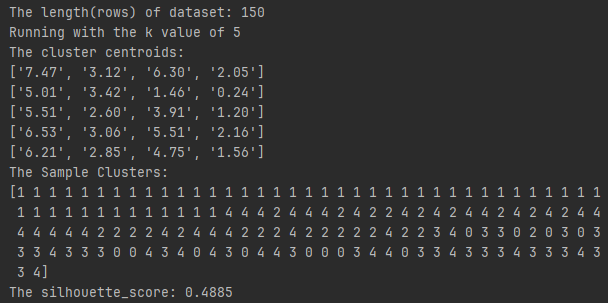 The length(rows) of dataset: 150
Running with the k value of 5
The cluster centroids:
['7.47', '3.12', '6.30', '2.05']
['5.01', '3.42', '1.46', '0.24']
['5.51', '2.60', '3.91', '1.20']
['6.53', '3.06', '5.51', '2.16']
['6.21', '2.85', '4.75', '1.56']
The Sample Clusters:
[1 1 1 1 1 1 1 1 1 1 1 1 1 1 1 1 1 1 1 1 1 1 1 1 1 1 1 1 1 1 1 1 1 1 1 1 1
1 1 1 1 1 1 1 1 1 1 1 1 1 4 4 4 2 4 4 4 2 4 2 2 4 2 4 2 4 4 2 4 2 4 2 4 4
4 4 4 4 4 2 2 2 2 4 2 4 4 4 2 2 2 4 2 2 2 2 2 4 2 2 3 4 0 3 3 0 2 0 3 0 3
3 3 4 3 3 3 0 0 4 3 4 0 4 3 0 4 4 3 0 0 0 3 4 4 0 3 3 4 3 3 3 4 3 3 3 4 3
3 4]
The silhouette_score: 0.4885